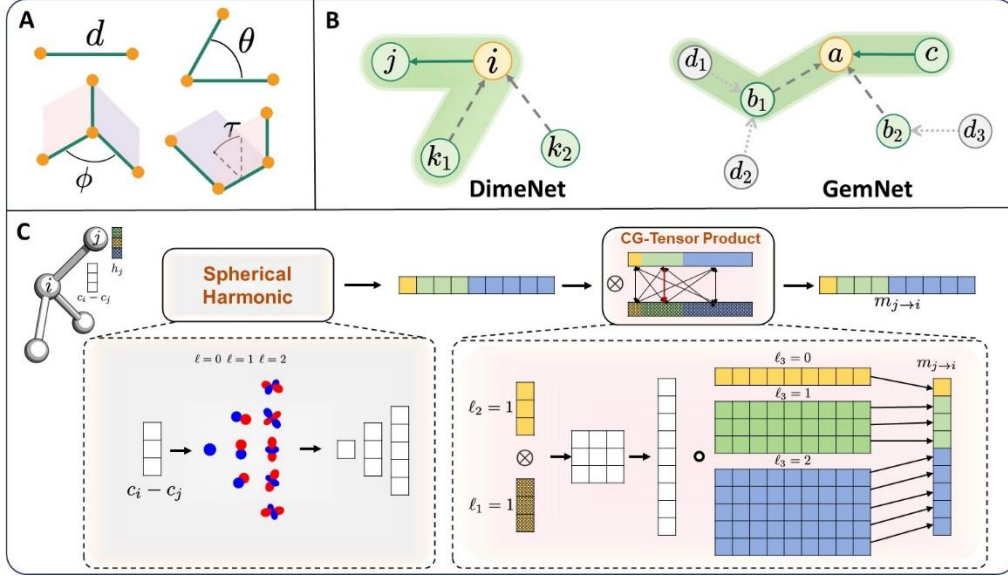 A
d
θ
ϕ
τ
B
j
i
k₁
k₂
DimeNet
d₁
b₁
d₂
a
c
b₂
d₃
GemNet
C
j
i
h_j
c_i − c_j
Spherical
Harmonic
CG-Tensor Product
⊗
m_{j→i}
ℓ=0 ℓ=1 ℓ=2
c_i − c_j
ℓ₂ = 1
⊗
ℓ₁ = 1
ℓ₃ = 0
ℓ₃ = 1
ℓ₃ = 2
m_{j→i}